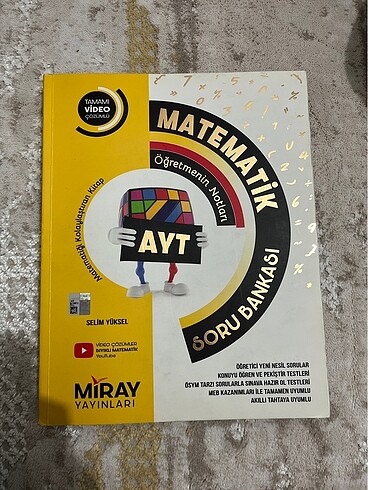 TAMAMI
VİDEO
ÇÖZÜMLÜ
MATEMATİK
Öğretmenin Notları
Matematiği Kolaylaştıran Kitap
AYT
SORU BANKASI
SELİM YÜKSEL
VİDEO ÇÖZÜMLER
BIYIKLI MATEMATİK
YouTube
MİRAY
YAYINLARI
ÖĞRETİCİ YENİ NESİL SORULAR
KONUYU ÖĞREN VE PEKİŞTİR TESTLERİ
ÖSYM TARZI SORULARLA SINAVA HAZIR OL TESTLERİ
MEB KAZANIMLARI İLE TAMAMEN UYUMLU
AKILLI TAHTAYA UYUMLU